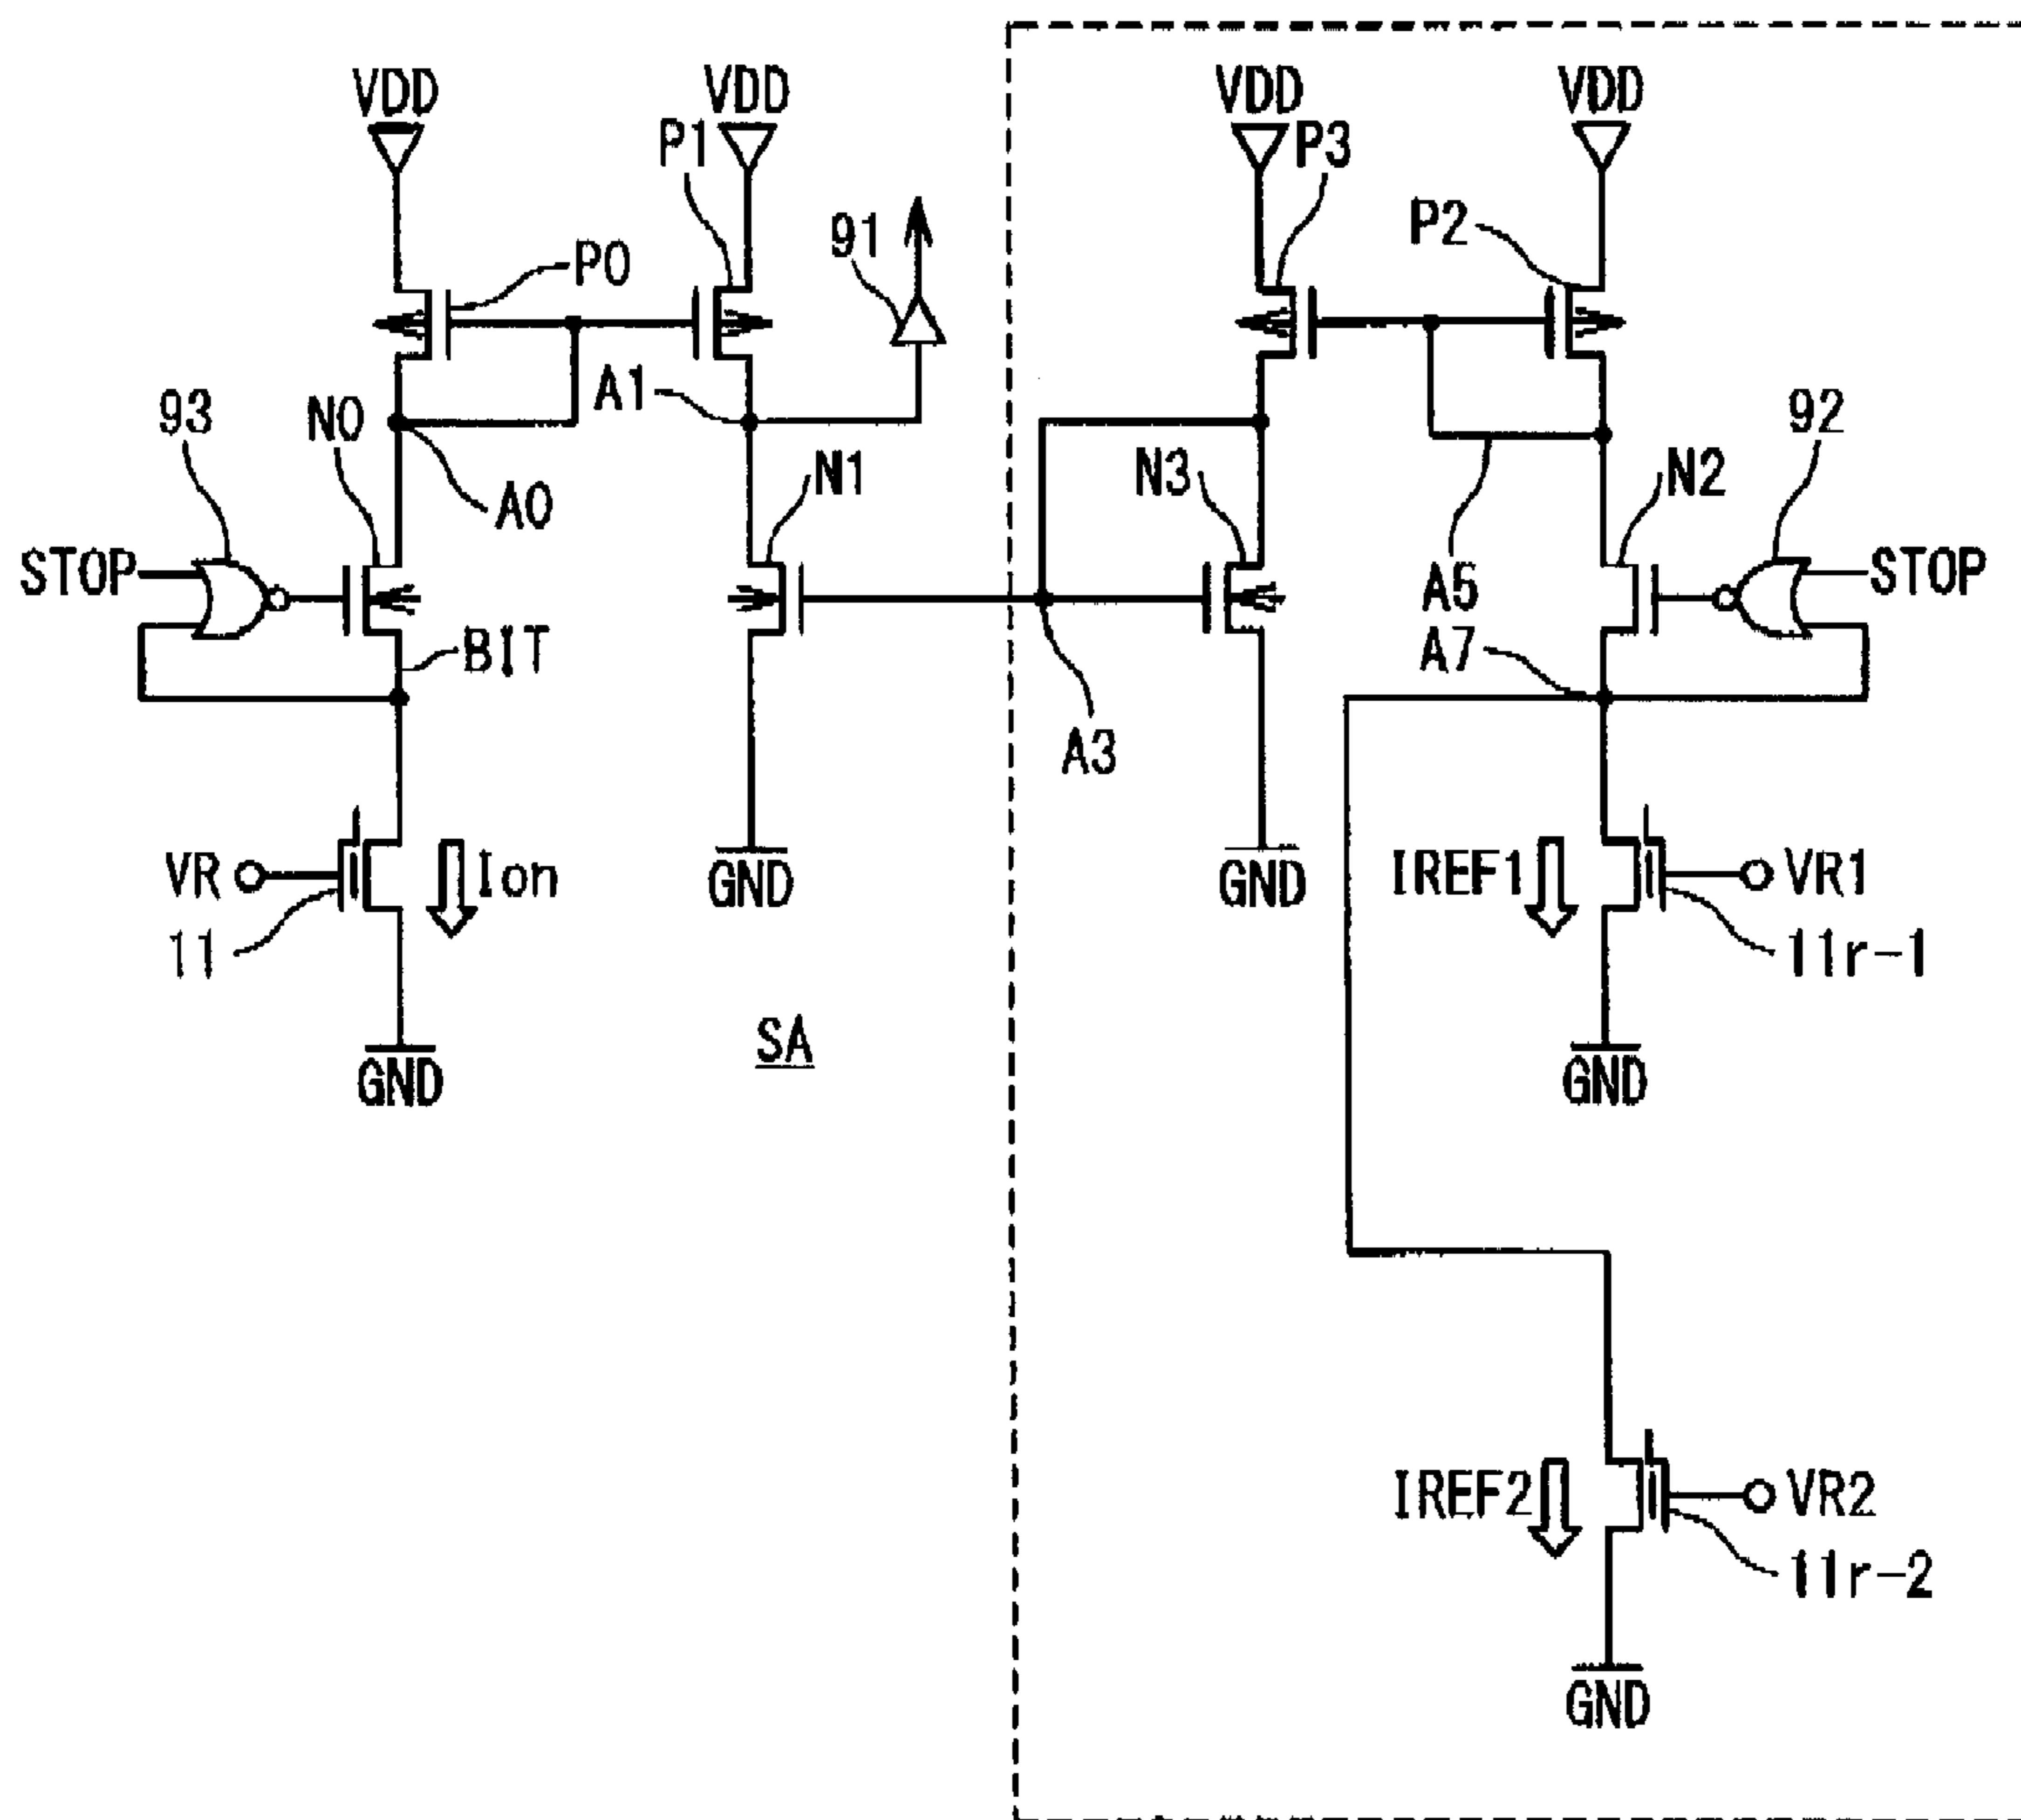 VDD
VDD
VDD
VDD
P1
P3
P2
91
P0
A1
93
N0
92
A0
N1
N3
N2
STOP
A6
STOP
BIT
A7
A3
VR
Ion
GND
GND
IREF1
VR1
11
11r-1
SA
GND
GND
IREF2
VR2
11r-2
GND